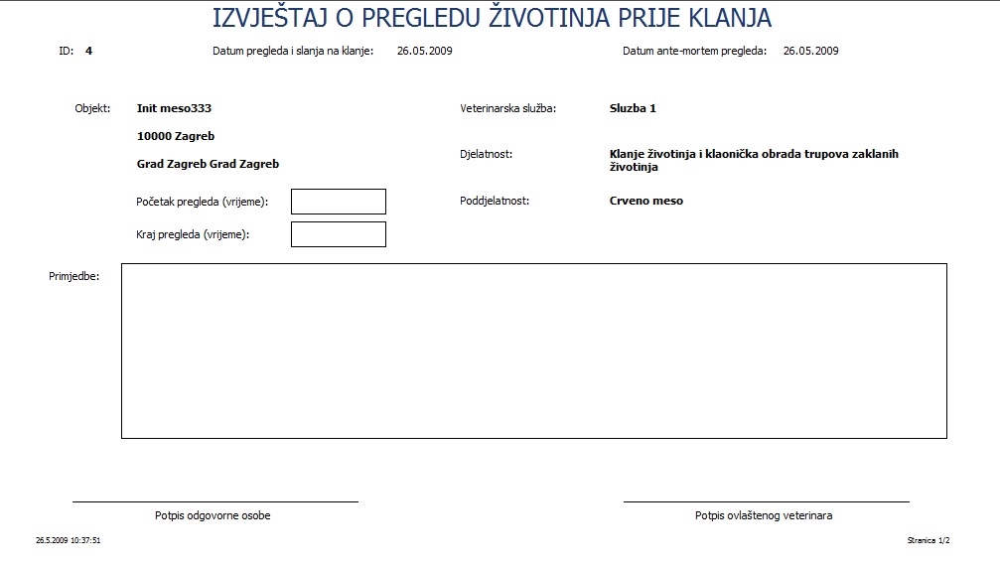 IZVJEŠTAJ O PREGLEDU ŽIVOTINJA PRIJE KLANJA
ID: 4 Datum pregleda i slanja na klanje: 26.05.2009 Datum ante-mortem pregleda: 26.05.2009
Objekt: Init meso333 Veterinarska služba: Sluzba 1
10000 Zagreb
Djelatnost: Klanje životinja i klaonička obrada trupova zaklanih
životinja
Grad Zagreb Grad Zagreb
Početak pregleda (vrijeme): Poddjelatnost: Crveno meso
Kraj pregleda (vrijeme):
Primjedbe:
Potpis odgovorne osobe Potpis ovlaštenog veterinara
26.5.2009 10:37:51 Stranica 1/2